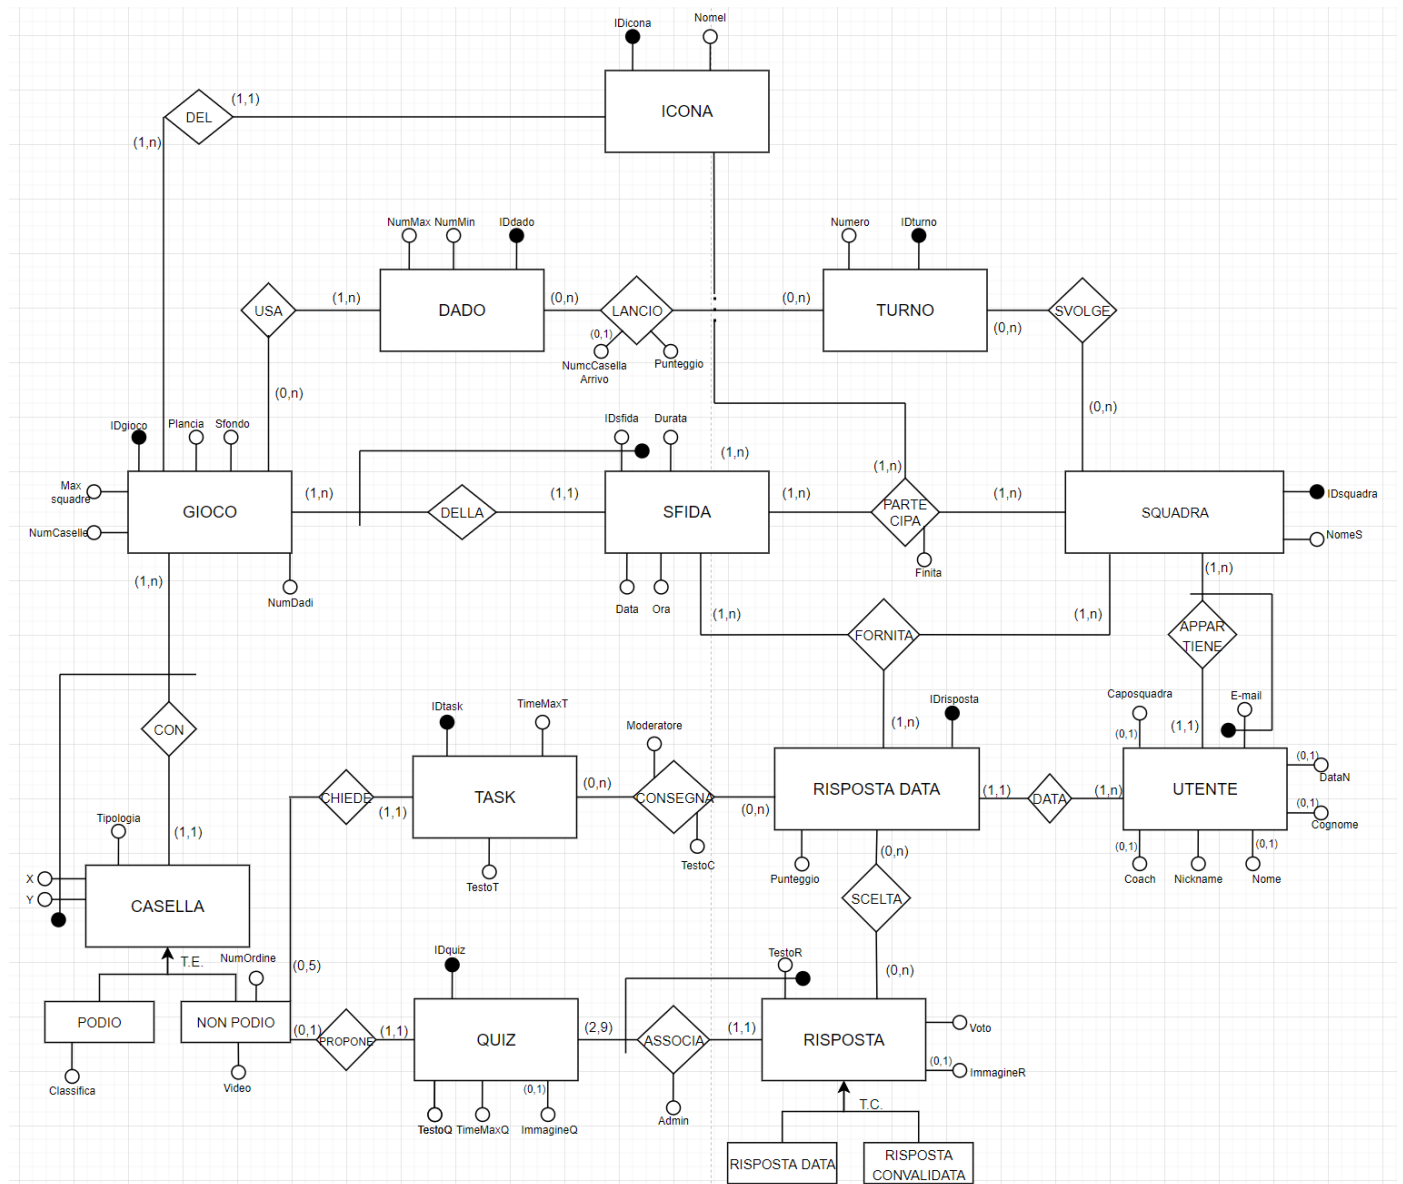 IDicona
NomeI
ICONA
(1,1)
DEL
(1,n)
NumMax
NumMin
IDdado
Numero
IDturno
USA
(1,n)
DADO
(0,n)
LANCIO
(0,n)
TURNO
(0,n)
SVOLGE
(0,1)
NumcCasella
Arrivo
Punteggio
(0,n)
(0,n)
IDgioco
Plancia
Sfondo
IDsfida
Durata
(1,n)
(1,n)
Max
squadre
NumCaselle
GIOCO
(1,n)
DELLA
(1,1)
SFIDA
(1,n)
PARTE
CIPA
(1,n)
SQUADRA
IDsquadra
NomeS
Finita
(1,n)
NumDadi
Data
Ora
(1,n)
(1,n)
FORNITA
(1,n)
APPAR
TIENE
CON
IDtask
TimeMaxT
Moderatore
IDrisposta
Caposquadra
E-mail
(0,1)
(1,n)
(1,1)
CHIEDE
(1,1)
TASK
(0,n)
CONSEGNA
(0,n)
RISPOSTA DATA
(1,1)
DATA
(1,n)
UTENTE
(0,1)
DataN
(0,1)
Cognome
Tipologia
(1,1)
TestoT
TestoC
Punteggio
(0,n)
(0,1)
Coach
Nickname
(0,1)
Nome
X
Y
CASELLA
SCELTA
T.E.
NumOrdine
(0,5)
IDquiz
TestoR
(0,n)
PODIO
NON PODIO
(0,1)
PROPONE
(1,1)
QUIZ
(2,9)
ASSOCIA
(1,1)
RISPOSTA
Voto
(0,1)
ImmagineR
Classifica
Video
(0,1)
TestoQ
TimeMaxQ
ImmagineQ
Admin
T.C.
RISPOSTA DATA
RISPOSTA
CONVALIDATA